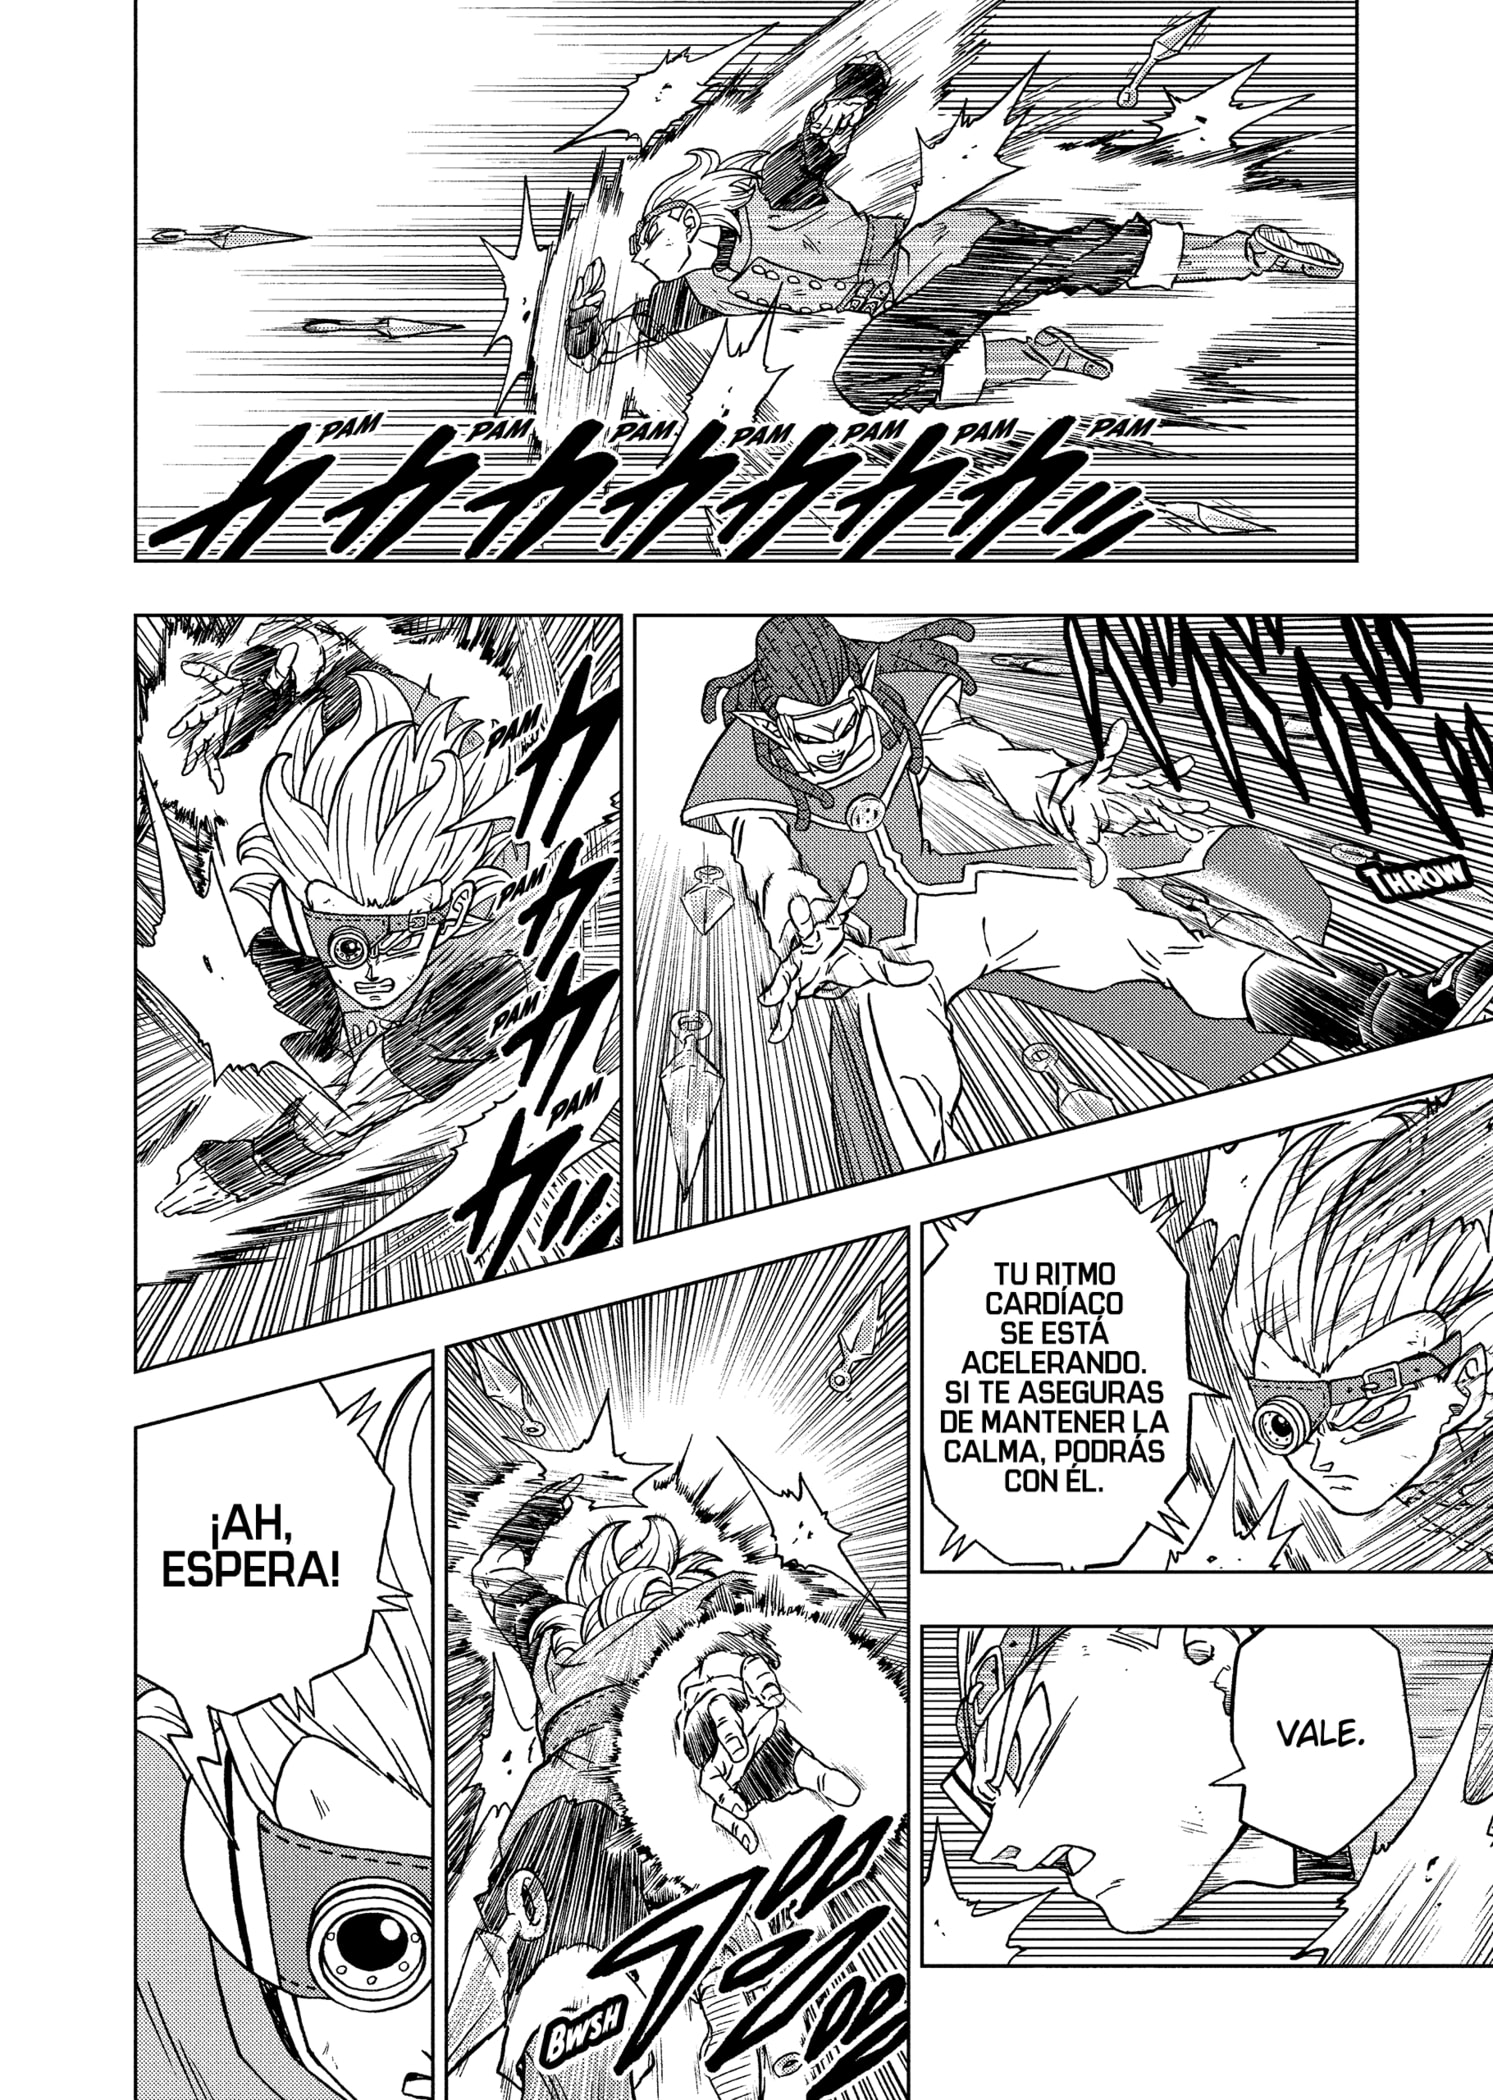 PAM PAM PAM PAM PAM PAM PAM
カカカカカカカッ
THROW
PAM
PAM
PAM
PAM
カカカカッ
TU RITMO
CARDÍACO
SE ESTÁ
ACELERANDO.
SI TE ASEGURAS
DE MANTENER LA
CALMA, PODRÁS
CON ÉL.
VALE.
BWSH
¡AH,
ESPERA!